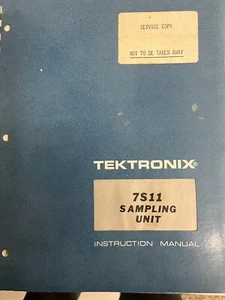 SERVICE COPY
NOT TO BE TAKEN AWAY
TEKTRONIX®
7S11
SAMPLING
UNIT
INSTRUCTION MANUAL